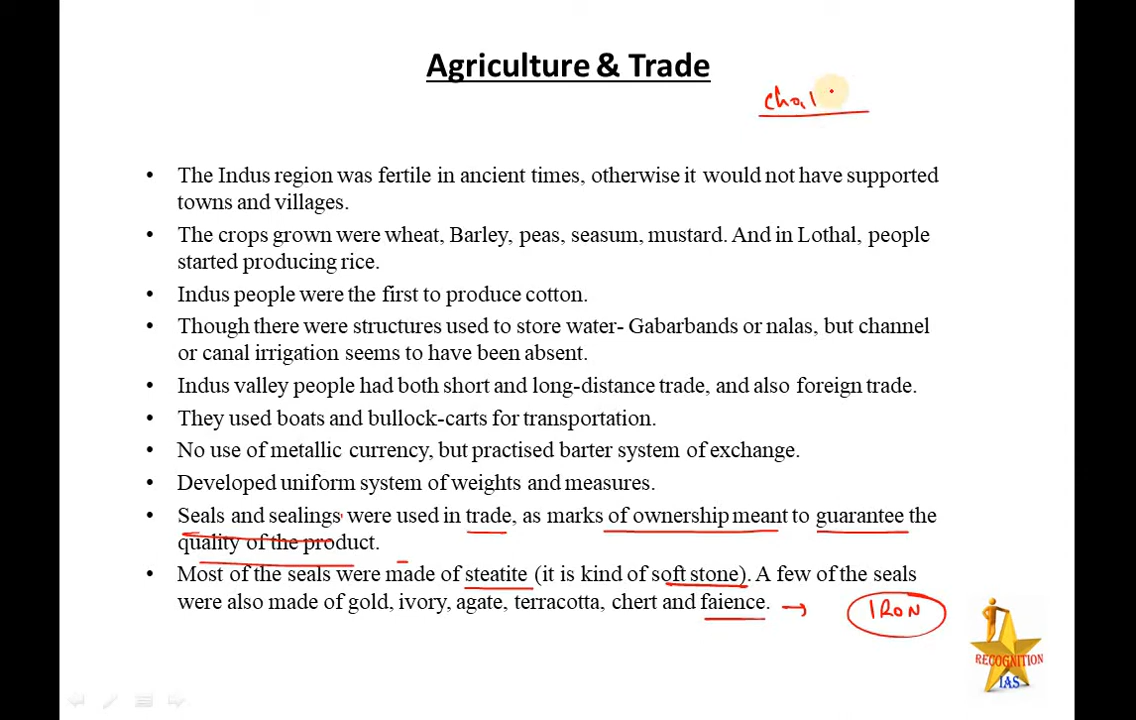 Agriculture & Trade
chal
• The Indus region was fertile in ancient times, otherwise it would not have supported
towns and villages.
• The crops grown were wheat, Barley, peas, seasum, mustard. And in Lothal, people
started producing rice.
• Indus people were the first to produce cotton.
• Though there were structures used to store water- Gabarbands or nalas, but channel
or canal irrigation seems to have been absent.
• Indus valley people had both short and long-distance trade, and also foreign trade.
• They used boats and bullock-carts for transportation.
• No use of metallic currency, but practised barter system of exchange.
• Developed uniform system of weights and measures.
• Seals and sealings were used in trade, as marks of ownership meant to guarantee the
quality of the product.
• Most of the seals were made of steatite (it is kind of soft stone). A few of the seals
were also made of gold, ivory, agate, terracotta, chert and faience. → IRON
RECOGNITION
IAS